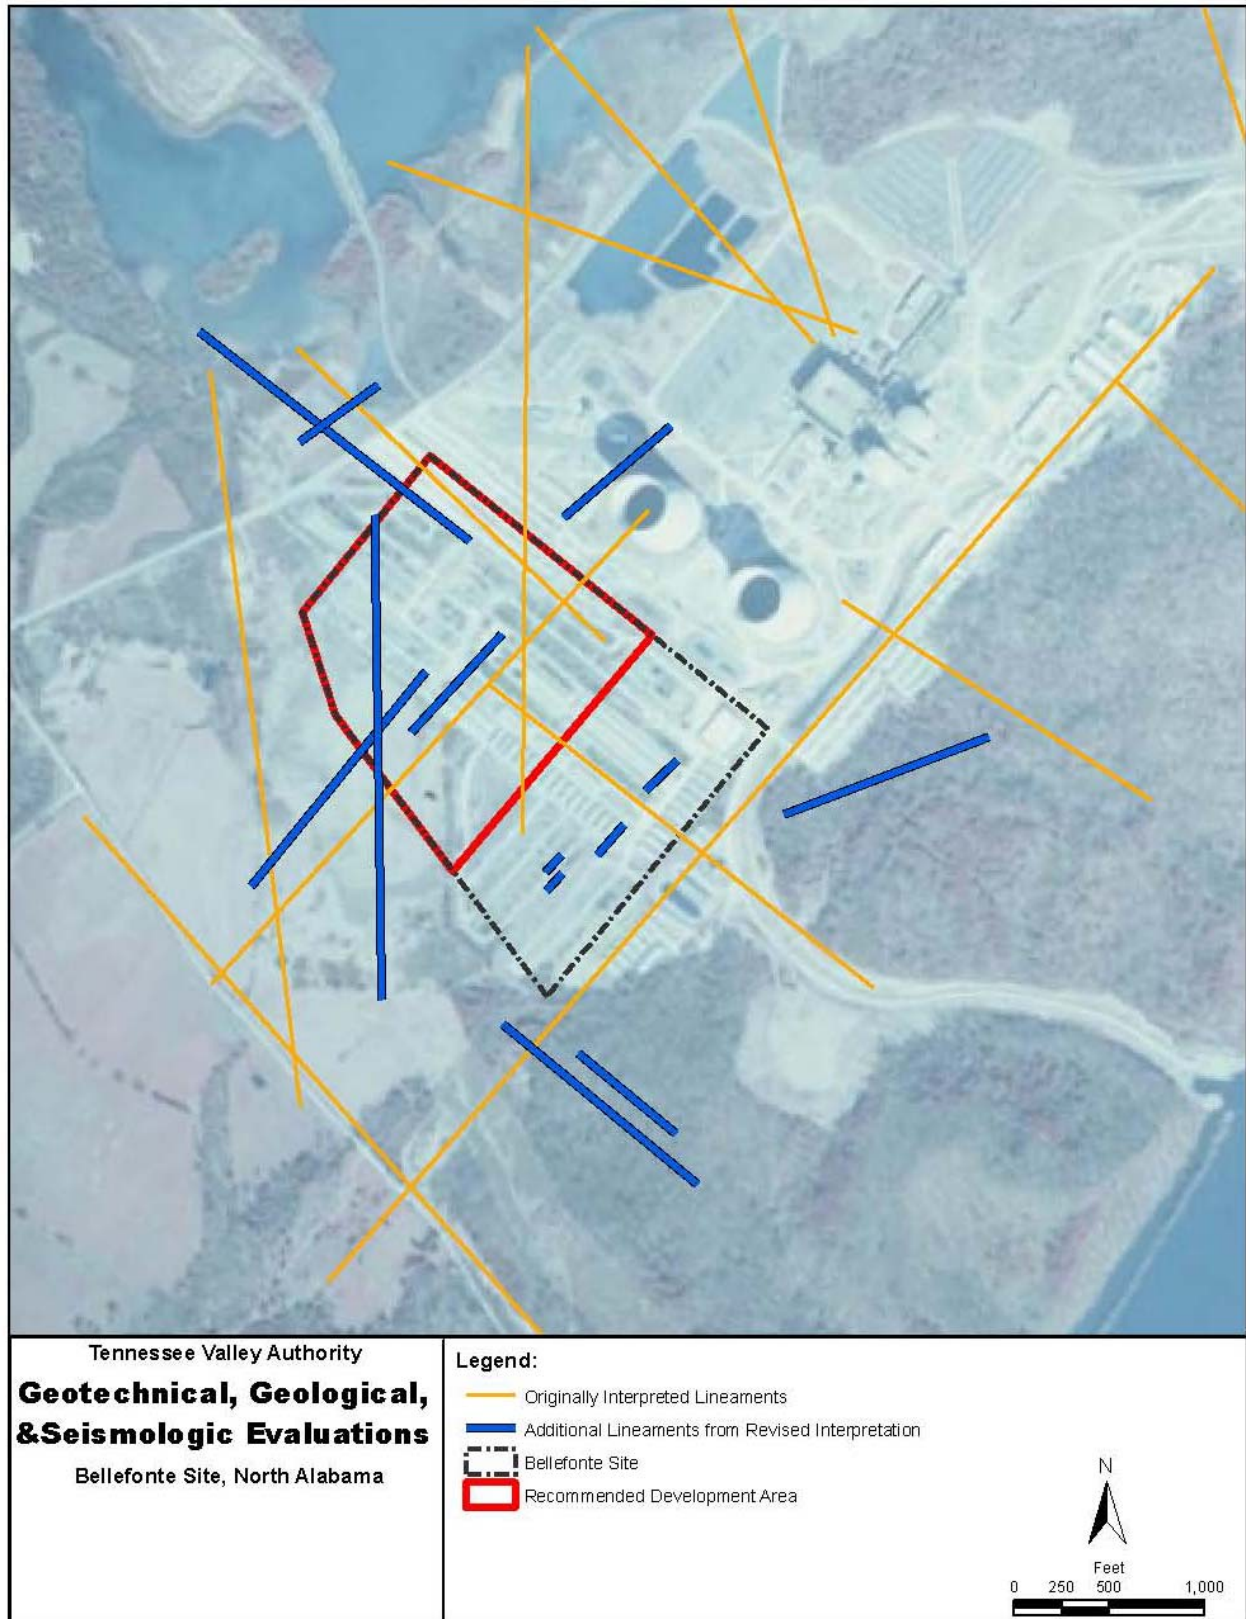 Tennessee Valley Authority
Geotechnical, Geological,
&Seismologic Evaluations
Bellefonte Site, North Alabama
Legend:
Originally Interpreted Lineaments
Additional Lineaments from Revised Interpretation
Bellefonte Site
Recommended Development Area
N
Feet
0 250 500 1,000